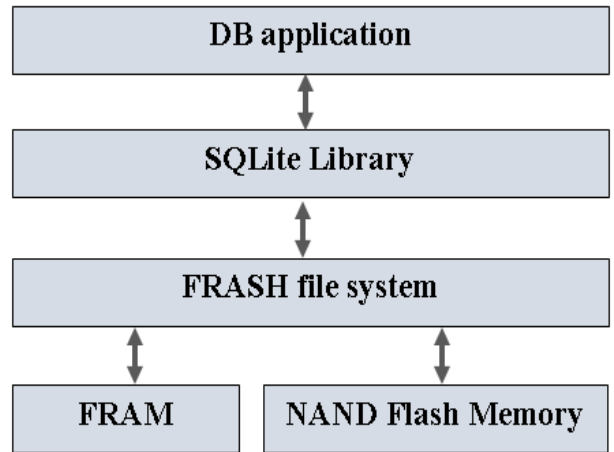 DB application
SQLite Library
FRASH file system
FRAM
NAND Flash Memory